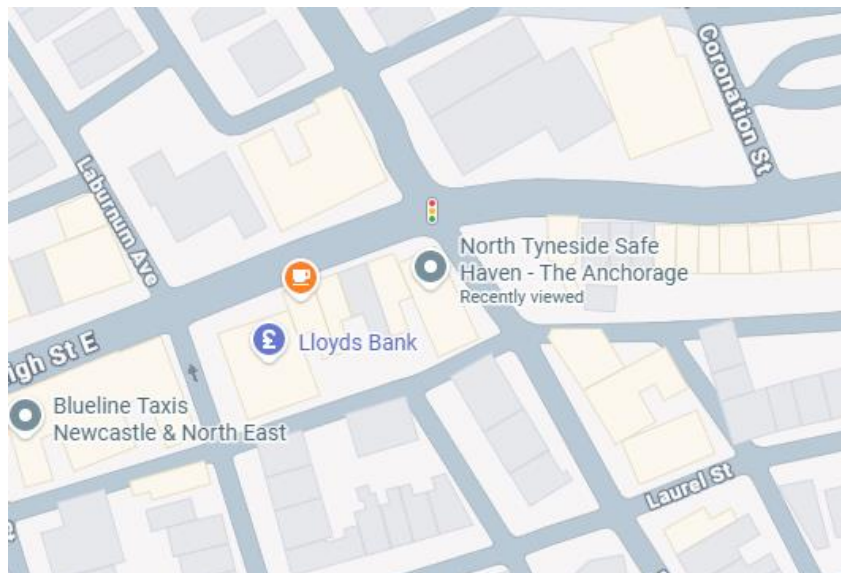 Coronation St
Laburnum Ave
North Tyneside Safe
Haven - The Anchorage
Recently viewed
£
Lloyds Bank
igh St E
Blueline Taxis
Newcastle & North East
Laurel St